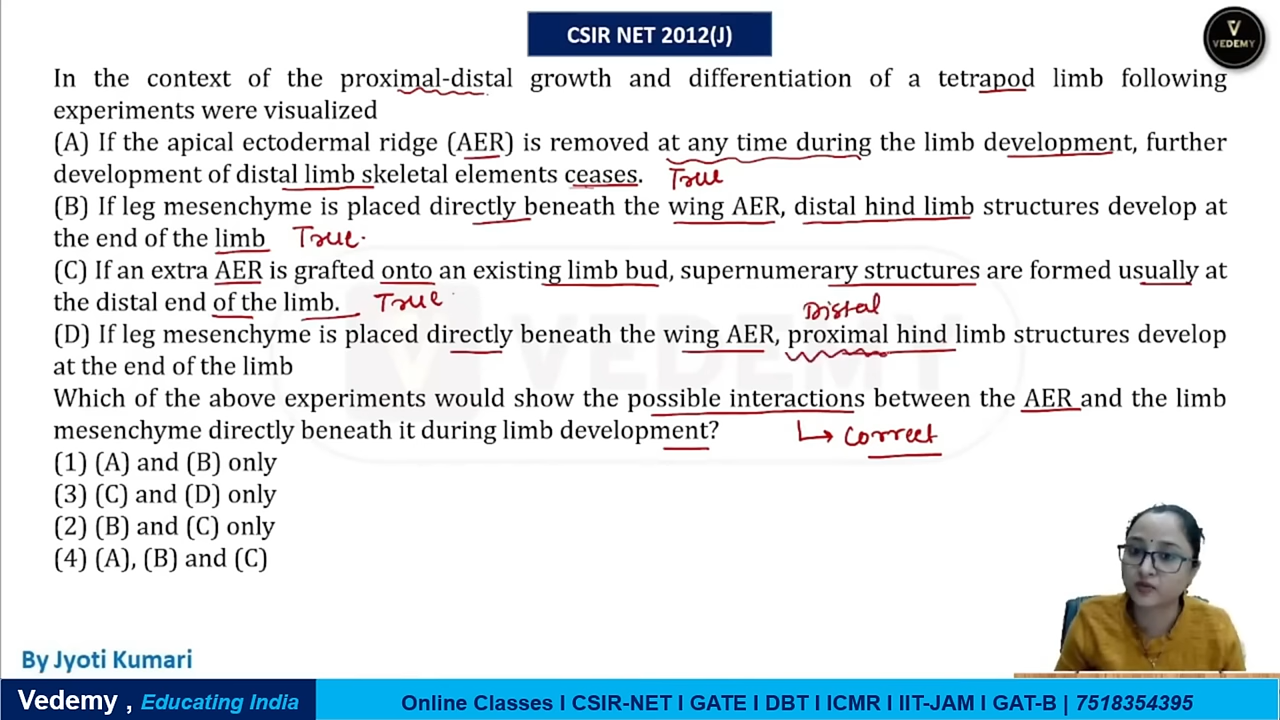 CSIR NET 2012(J)
VEDEMY
In the context of the proximal-distal growth and differentiation of a tetrapod limb following
experiments were visualized
(A) If the apical ectodermal ridge (AER) is removed at any time during the limb development, further
development of distal limb skeletal elements ceases. True
(B) If leg mesenchyme is placed directly beneath the wing AER, distal hind limb structures develop at
the end of the limb True.
(C) If an extra AER is grafted onto an existing limb bud, supernumerary structures are formed usually at
the distal end of the limb. True
Distal
(D) If leg mesenchyme is placed directly beneath the wing AER, proximal hind limb structures develop
at the end of the limb
Which of the above experiments would show the possible interactions between the AER and the limb
mesenchyme directly beneath it during limb development? ↳ Correct
(1) (A) and (B) only
(3) (C) and (D) only
(2) (B) and (C) only
(4) (A), (B) and (C)
VEDEMY
By Jyoti Kumari
Vedemy , Educating India
Online Classes I CSIR-NET I GATE I DBT I ICMR I IIT-JAM I GAT-B | 7518354395